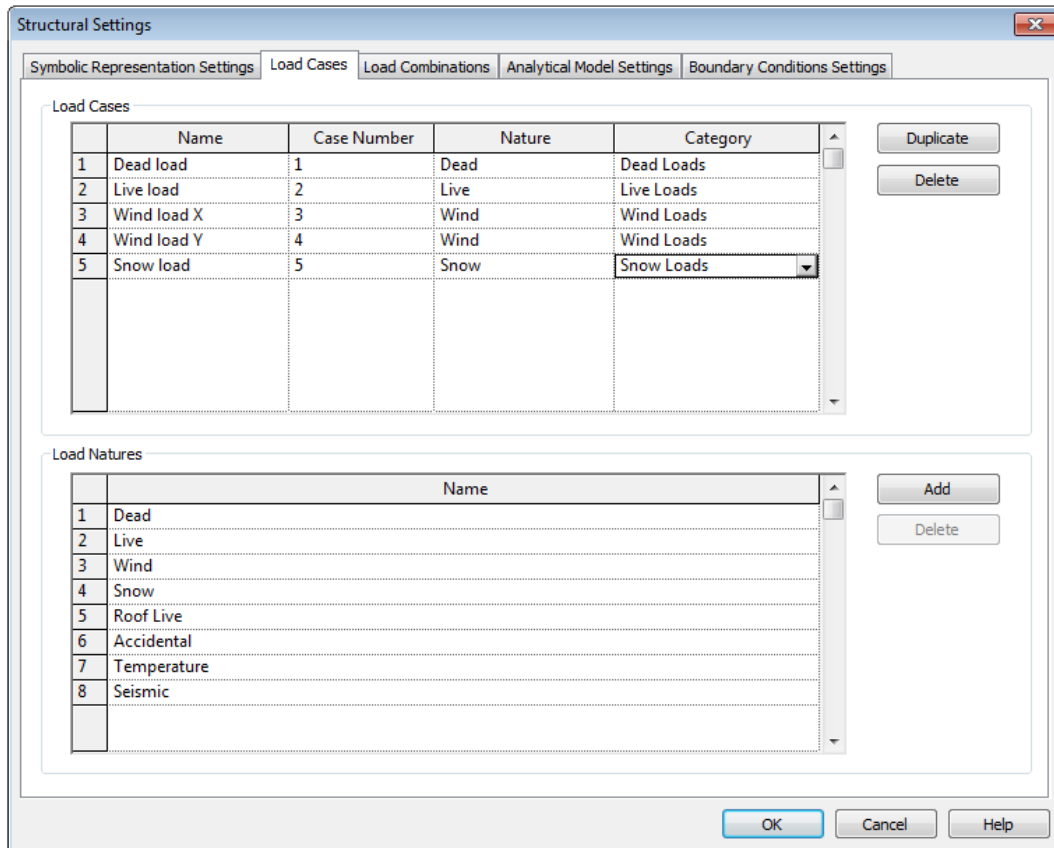 Structural Settings
Symbolic Representation Settings Load Cases Load Combinations Analytical Model Settings Boundary Conditions Settings
Load Cases
Name Case Number Nature Category
1 Dead load 1 Dead Dead Loads
2 Live load 2 Live Live Loads
3 Wind load X 3 Wind Wind Loads
4 Wind load Y 4 Wind Wind Loads
5 Snow load 5 Snow Snow Loads
Duplicate
Delete
Load Natures
Name
1 Dead
2 Live
3 Wind
4 Snow
5 Roof Live
6 Accidental
7 Temperature
8 Seismic
Add
Delete
OK Cancel Help